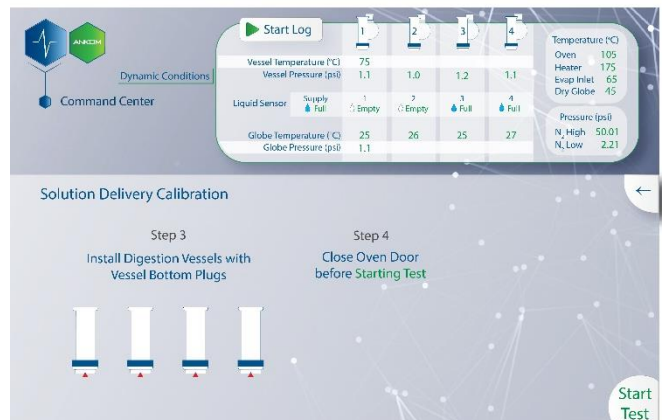 ANKOM
Command Center
Dynamic Conditions
Start Log
1 2 3 4
Vessel Temperature (°C) 75
Vessel Pressure (psi) 1.1 1.0 1.2 1.1
Liquid Sensor
Supply 1 2 3 4
Full Empty Empty Full Full
Globe Temperature (°C) 25 26 25 27
Globe Pressure (psi) 1.1
Temperature (°C)
Oven 105
Heater 175
Evap Inlet 65
Dry Globe 45
Pressure (psi)
N₂ High 50.01
N₂ Low 2.21
Solution Delivery Calibration
←
Step 3
Install Digestion Vessels with
Vessel Bottom Plugs
Step 4
Close Oven Door
before Starting Test
Start
Test